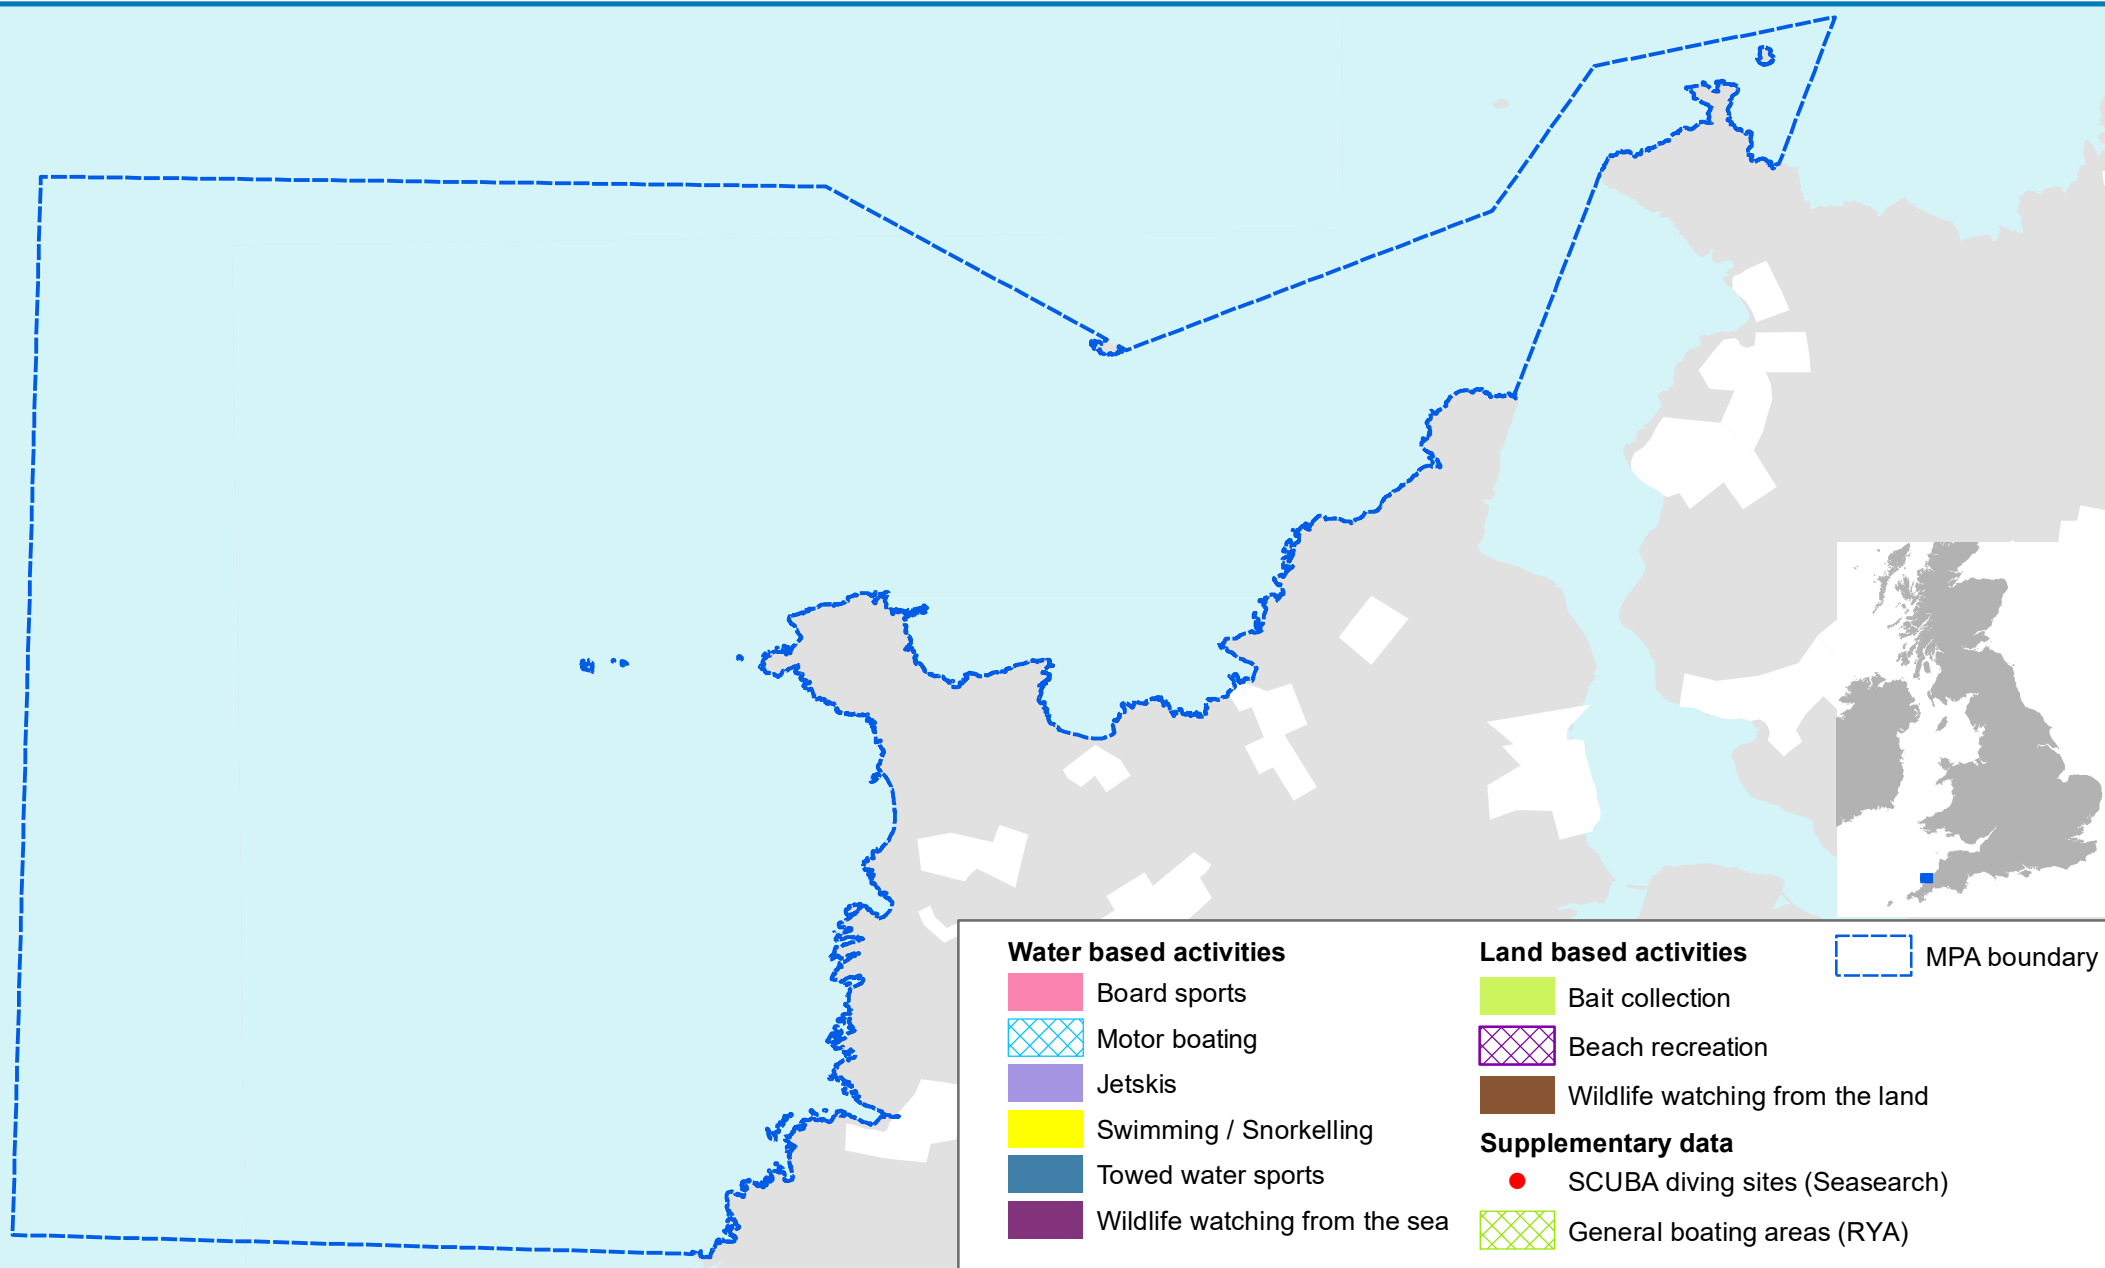 Water based activities
Board sports
Motor boating
Jetskis
Swimming / Snorkelling
Towed water sports
Wildlife watching from the sea
Land based activities
Bait collection
Beach recreation
Wildlife watching from the land
Supplementary data
SCUBA diving sites (Seasearch)
General boating areas (RYA)
MPA boundary